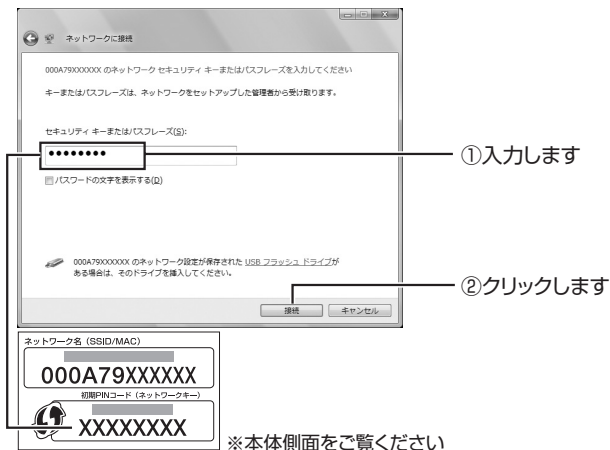 ネットワークに接続
000A79XXXXXX のネットワーク セキュリティ キーまたはパスフレーズを入力してください
キーまたはパスフレーズは、ネットワークをセットアップした管理者から受け取ります。
セキュリティ キーまたはパスフレーズ(S):
••••••••
①入力します
パスワードの文字を表示する(D)
000A79XXXXXX のネットワーク設定が保存された USB フラッシュ ドライブが
ある場合は、そのドライブを挿入してください。
②クリックします
接続 キャンセル
ネットワーク名（SSID/MAC）
000A79XXXXXX
初期PINコード（ネットワークキー）
XXXXXXXX
※本体側面をご覧ください